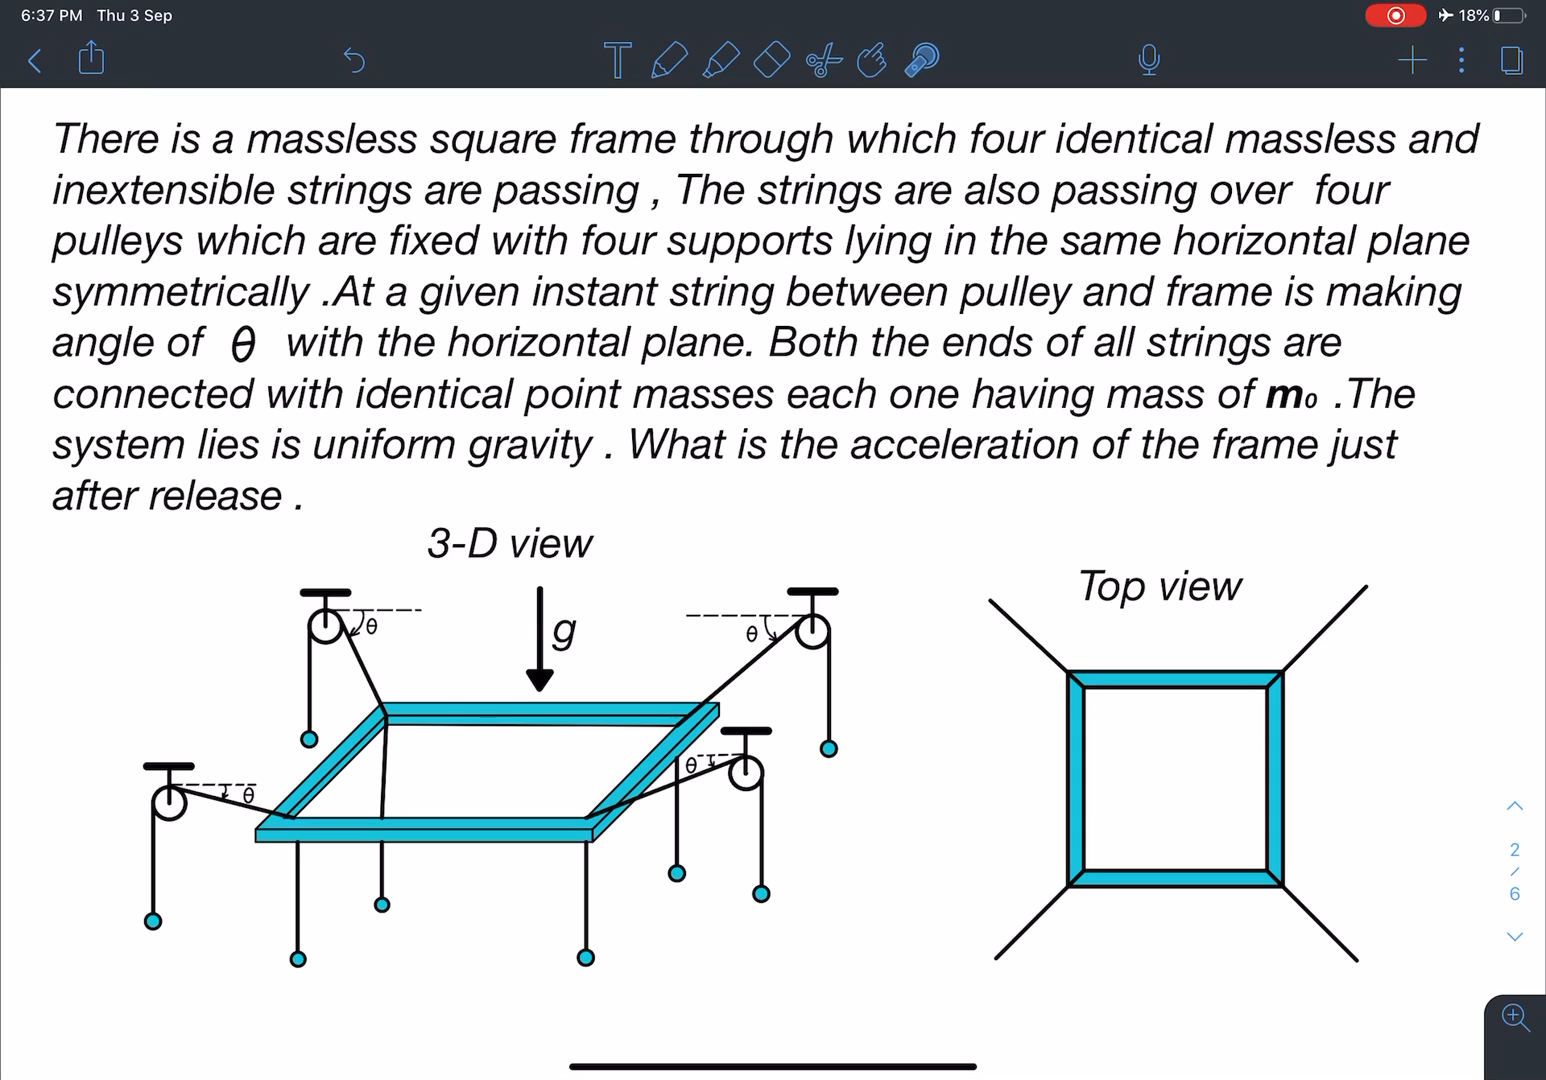 6:37 PM Thu 3 Sep
18%
There is a massless square frame through which four identical massless and
inextensible strings are passing , The strings are also passing over four
pulleys which are fixed with four supports lying in the same horizontal plane
symmetrically .At a given instant string between pulley and frame is making
angle of θ with the horizontal plane. Both the ends of all strings are
connected with identical point masses each one having mass of m₀ .The
system lies is uniform gravity . What is the acceleration of the frame just
after release .
3-D view
Top view
g
θ
θ
θ
θ
2
/
6